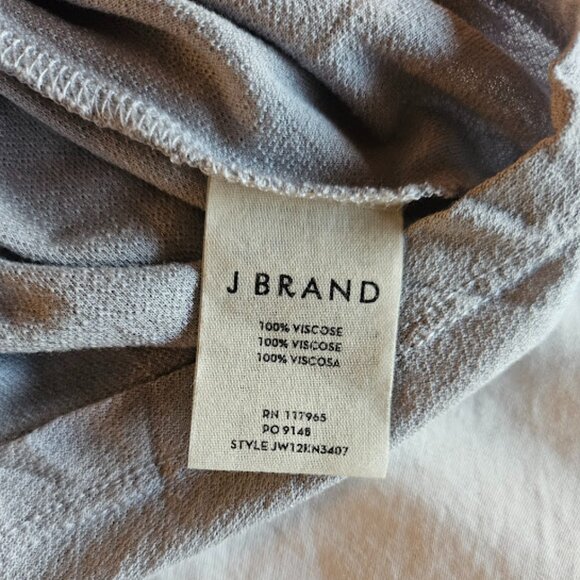 J BRAND
100% VISCOSE
100% VISCOSE
100% VISCOSA
RN 117965
PO 9148
STYLE JW12KN3407